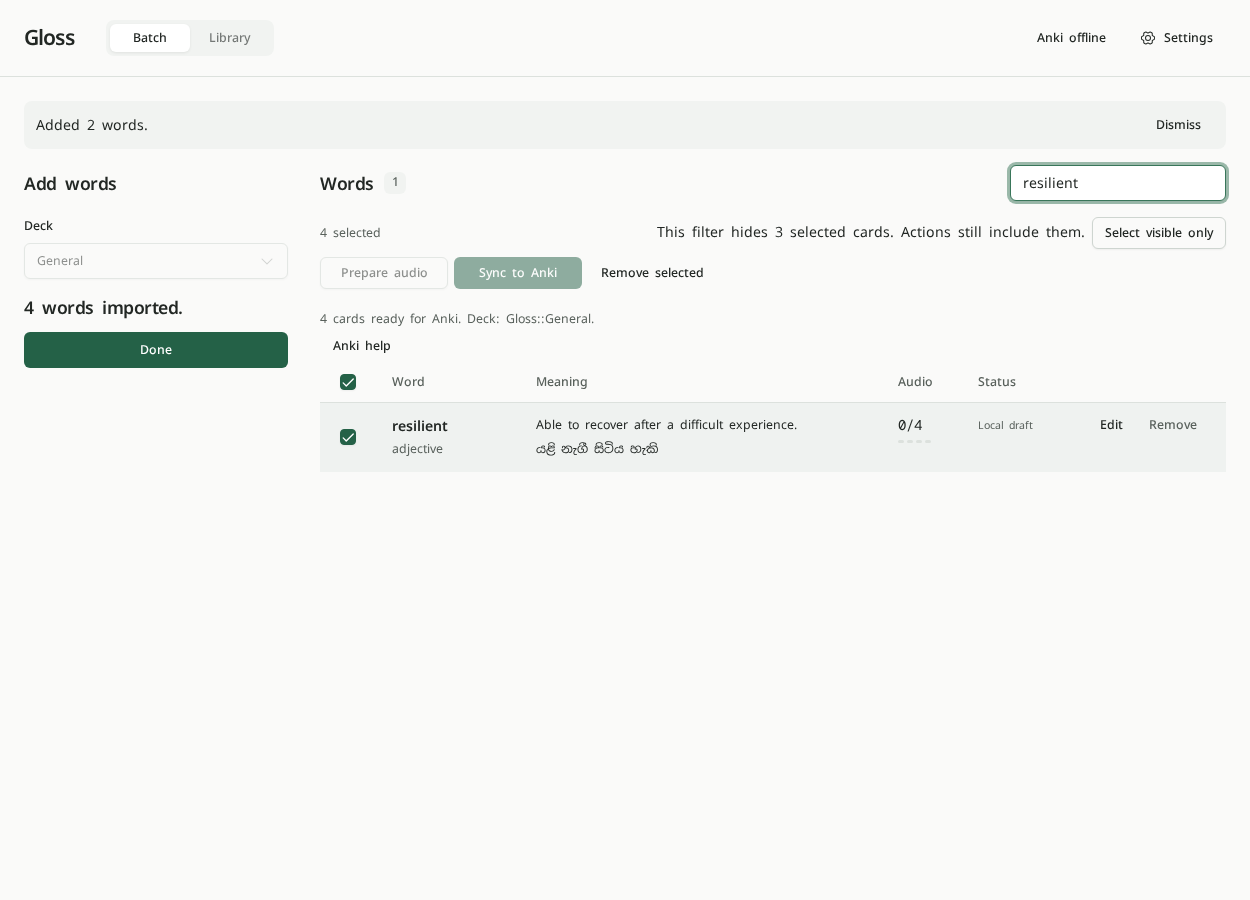 Gloss
Batch
Library
Anki offline
Settings
Added 2 words.
Dismiss
Add words
Words 1
resilient
Deck
General
4 words imported.
Done
4 selected
This filter hides 3 selected cards. Actions still include them.
Select visible only
Prepare audio
Sync to Anki
Remove selected
4 cards ready for Anki. Deck: Gloss::General.
Anki help
Word
Meaning
Audio
Status
resilient
adjective
Able to recover after a difficult experience.
යළි නැගී සිටිය හැකි
0/4
Local draft
Edit
Remove